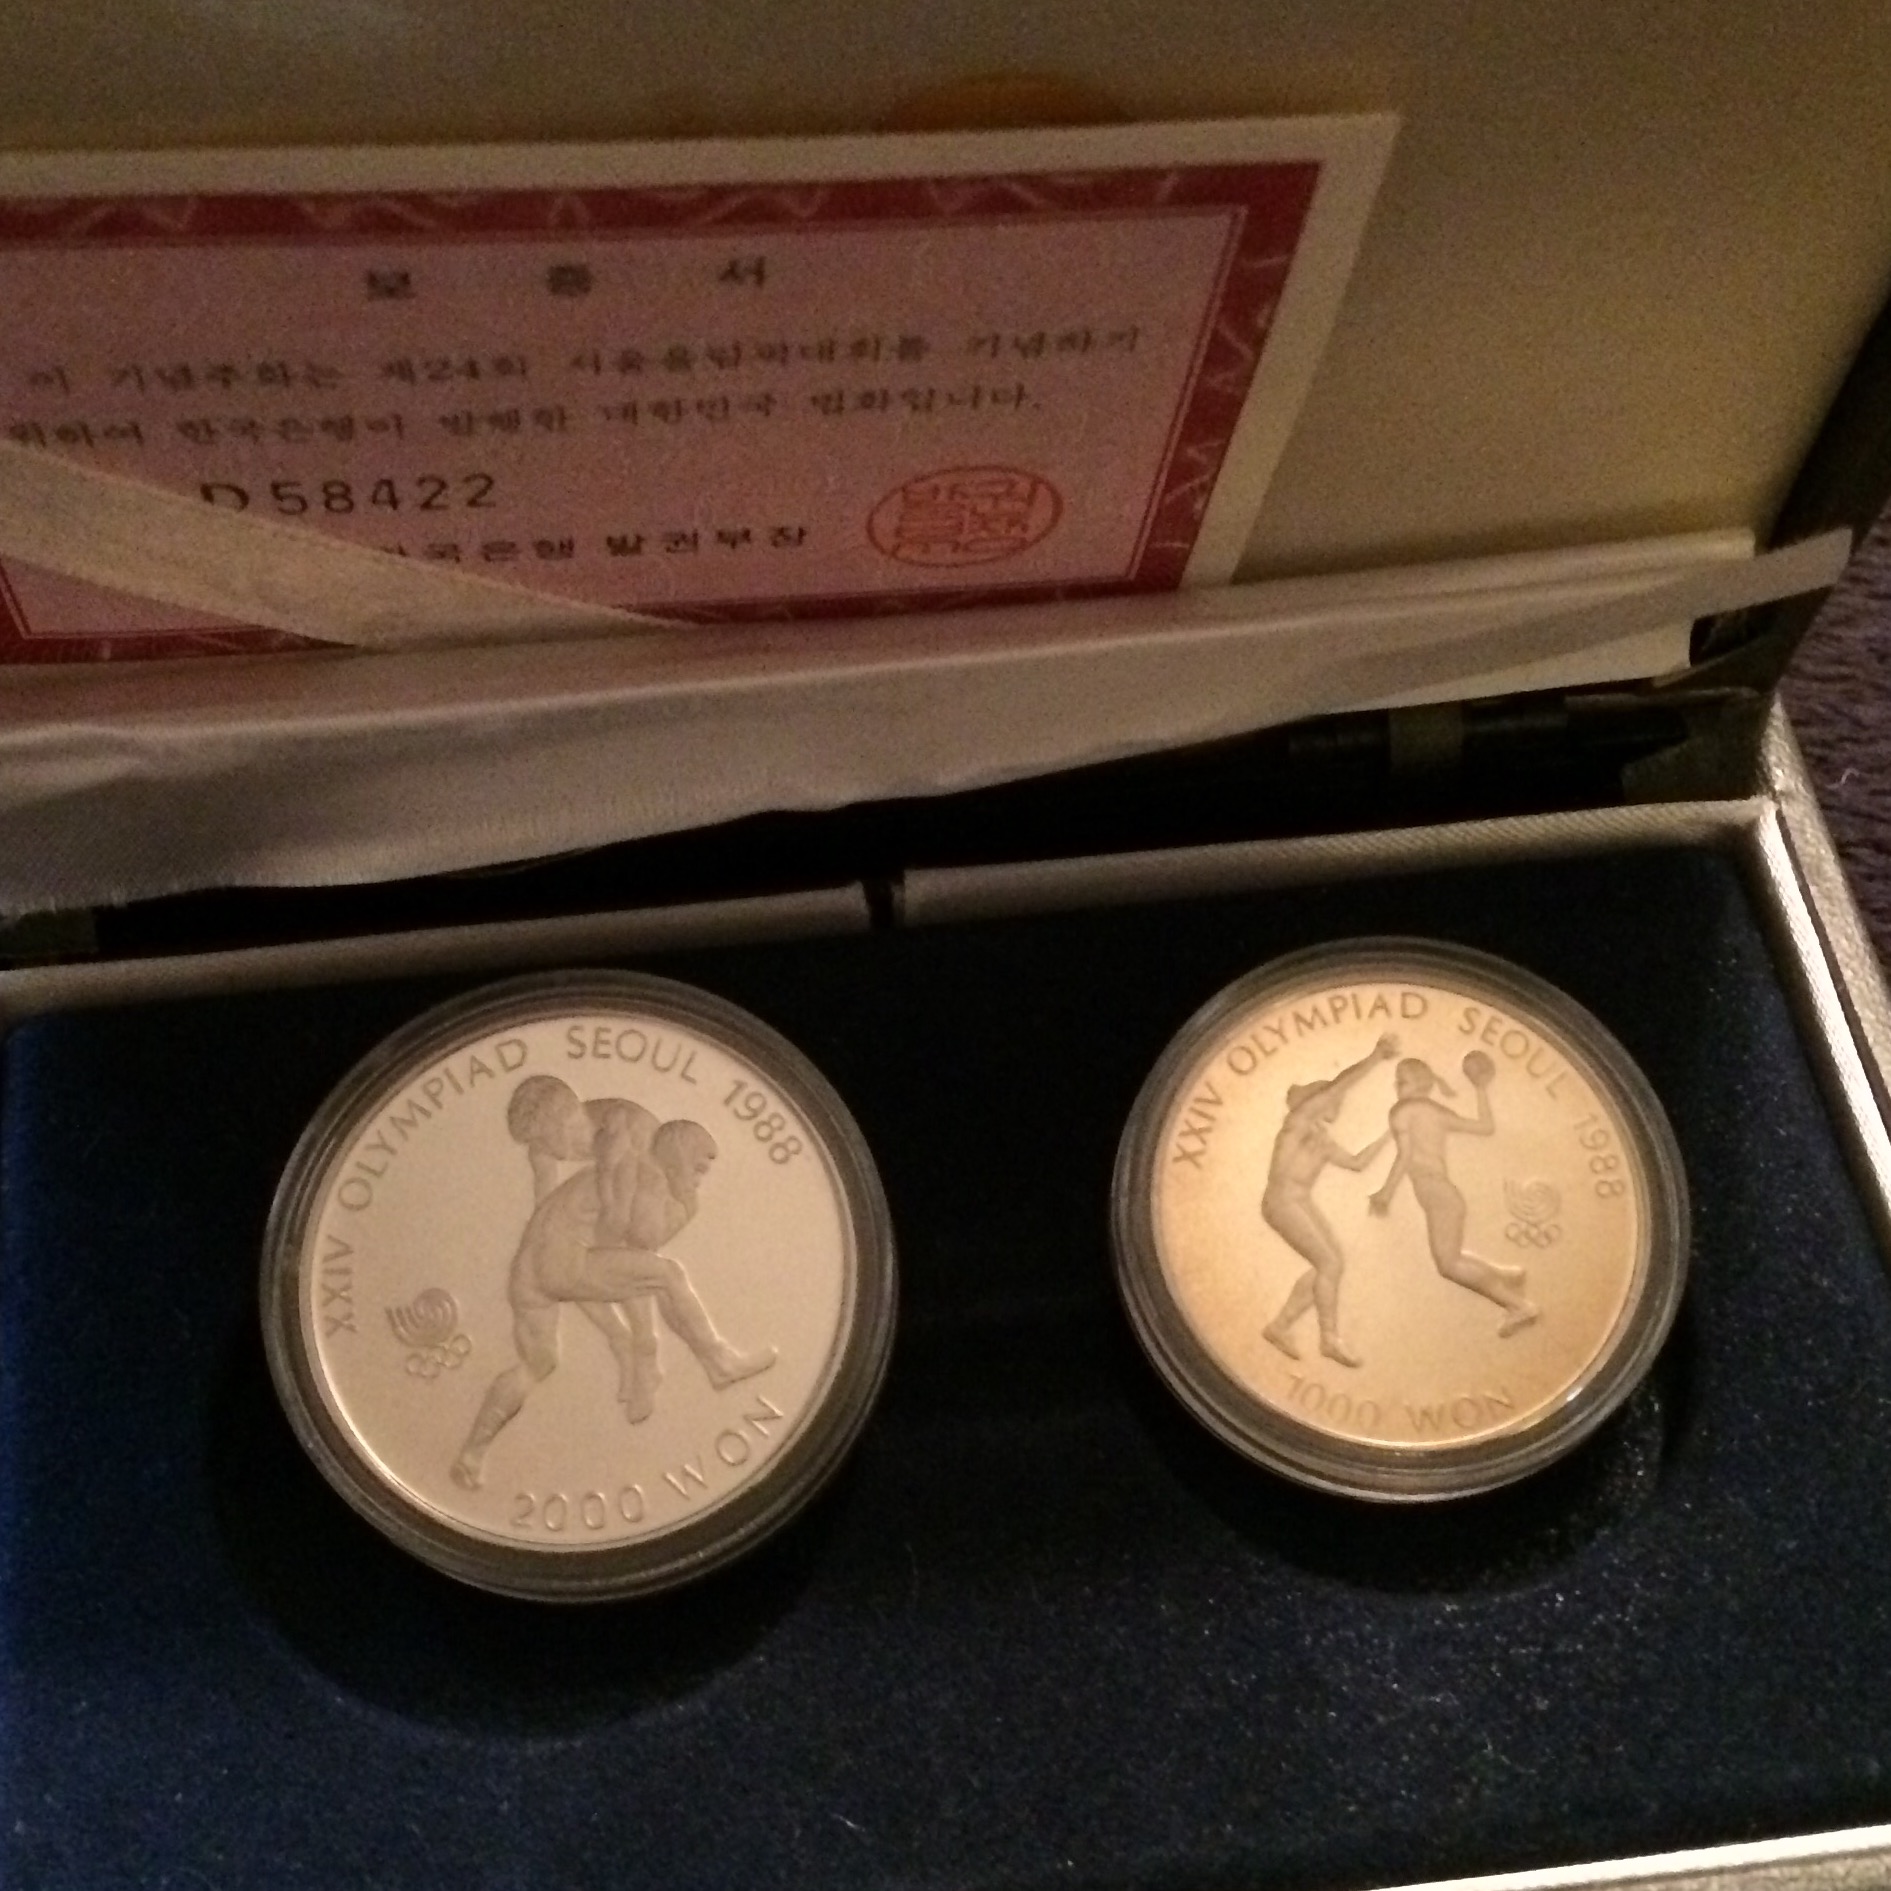 보 증 서
이 기념주화는 제24회 서울올림픽대회를 기념하기
위하여 한국은행이 발행한 대한민국 법화입니다.
D58422
한국은행 발권부장
XXIV OLYMPIAD SEOUL 1988
2000 WON
XXIV OLYMPIAD SEOUL 1988
1000 WON